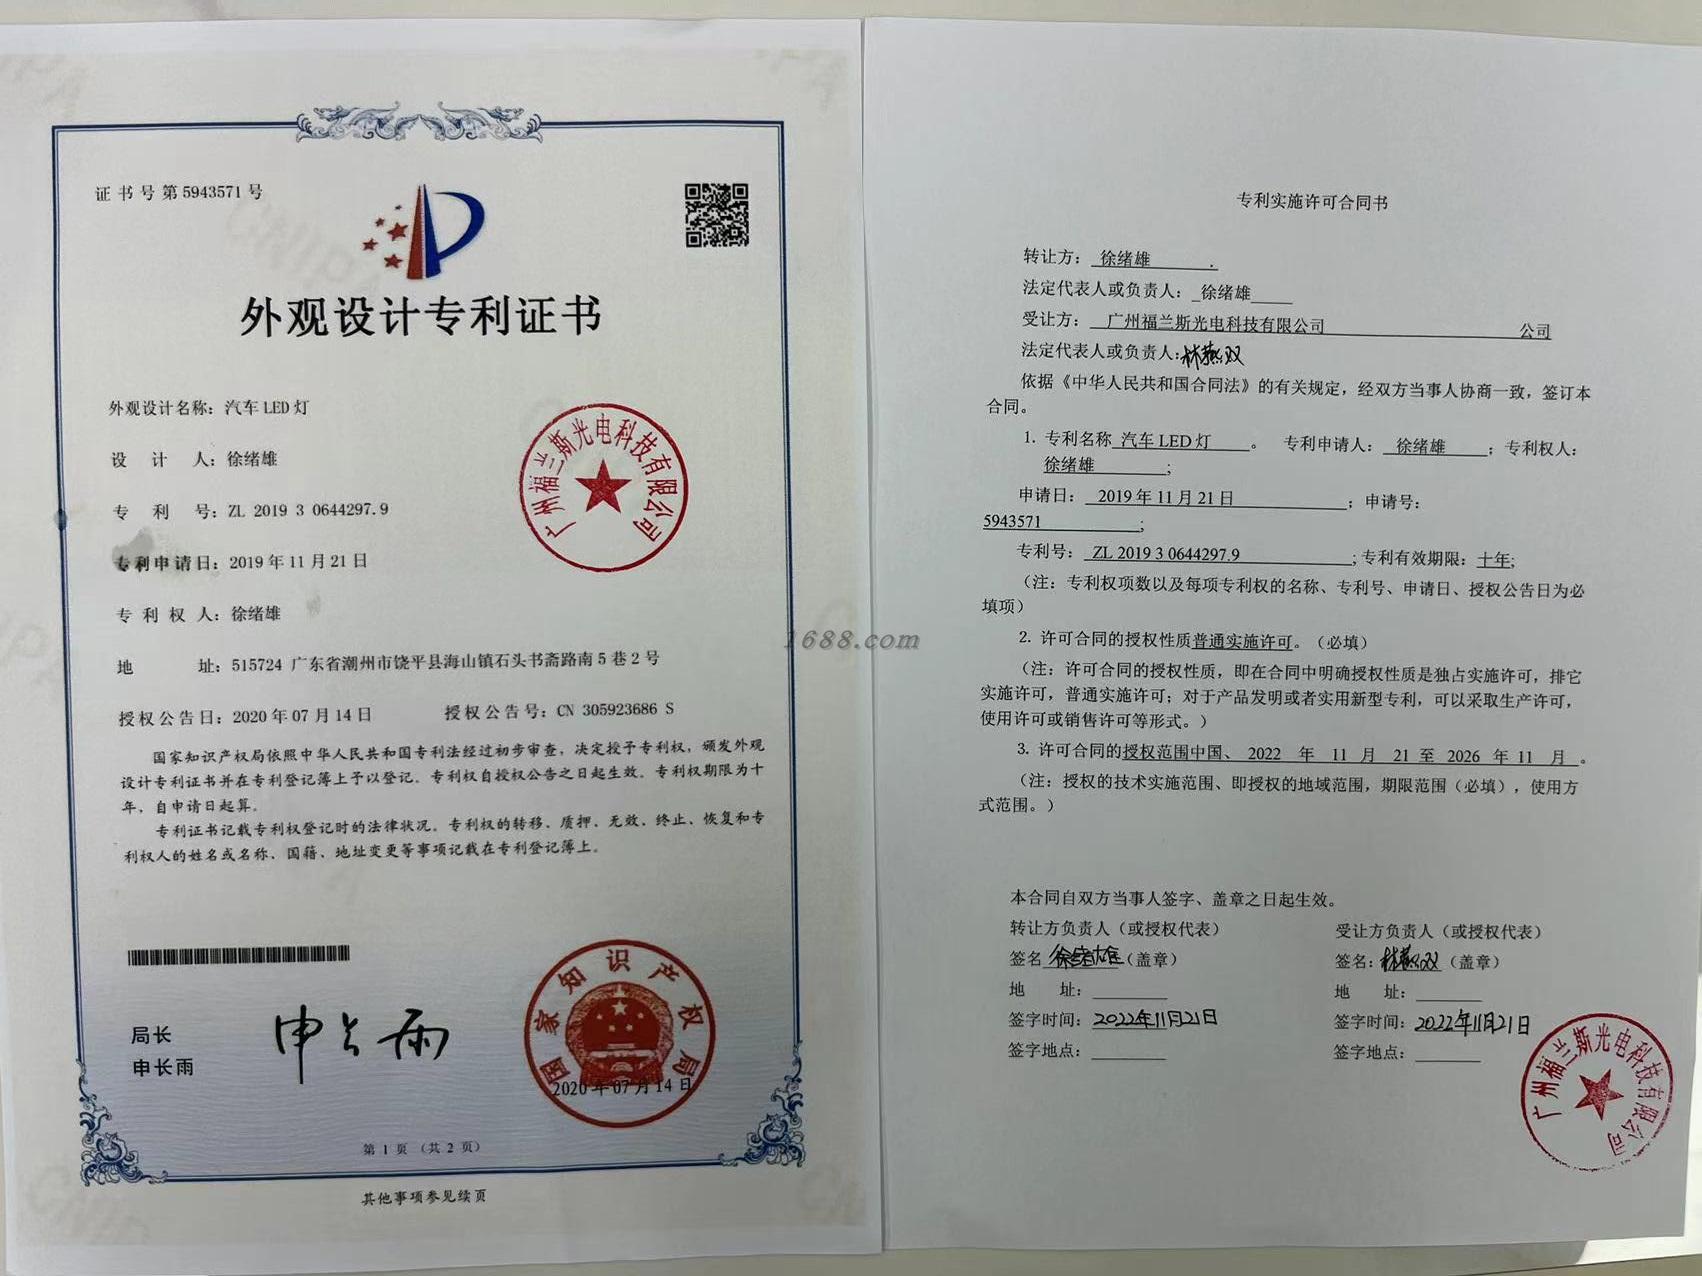 证书号第5943571号
外观设计专利证书
外观设计名称：汽车LED灯
设计人：徐绪雄
专利号：ZL 2019 3 0644297.9
专利申请日：2019年11月21日
专利权人：徐绪雄
地址：515724 广东省潮州市饶平县海山镇石头书斋路南5巷2号
授权公告日：2020年07月14日 授权公告号：CN 305923686 S
国家知识产权局依照中华人民共和国专利法经过初步审查，决定授予专利权，颁发外观
设计专利证书并在专利登记簿上予以登记。专利权自授权公告之日起生效。专利权期限为十
年，自申请日起算。
专利证书记载专利权登记时的法律状况。专利权的转移、质押、无效、终止、恢复和专
利权人的姓名或名称、国籍、地址变更等事项记载在专利登记簿上。
广州福兰斯光电科技有限公司
局长
申长雨
申长雨
国家知识产权局
2020年07月14日
第1页（共2页）
其他事项参见续页
1688.com
专利实施许可合同书
转让方：徐绪雄
法定代表人或负责人：徐绪雄
受让方：广州福兰斯光电科技有限公司 公司
法定代表人或负责人：林燕双
依据《中华人民共和国合同法》的有关规定，经双方当事人协商一致，签订本
合同。
1. 专利名称 汽车LED灯 。 专利申请人：徐绪雄 ；专利权人：
徐绪雄 ;
申请日：2019年11月21日 ；申请号：
5943571 ;
专利号：ZL 2019 3 0644297.9 ; 专利有效期限：十年;
（注：专利权项数以及每项专利权的名称、专利号、申请日、授权公告日为必
填项）
2. 许可合同的授权性质普通实施许可。（必填）
（注：许可合同的授权性质，即在合同中明确授权性质是独占实施许可，排它
实施许可，普通实施许可；对于产品发明或者实用新型专利，可以采取生产许可，
使用许可或销售许可等形式。）
3. 许可合同的授权范围中国、 2022 年 11 月 21 至 2026 年 11 月 。
（注：授权的技术实施范围、即授权的地域范围，期限范围（必填），使用方
式范围。）
本合同自双方当事人签字、盖章之日起生效。
转让方负责人（或授权代表） 受让方负责人（或授权代表）
签名 徐绪雄（盖章） 签名：林燕双（盖章）
地 址： 地 址：
签字时间：2022年11月21日 签字时间：2022年11月21日
签字地点： 签字地点：
广州福兰斯光电科技有限公司